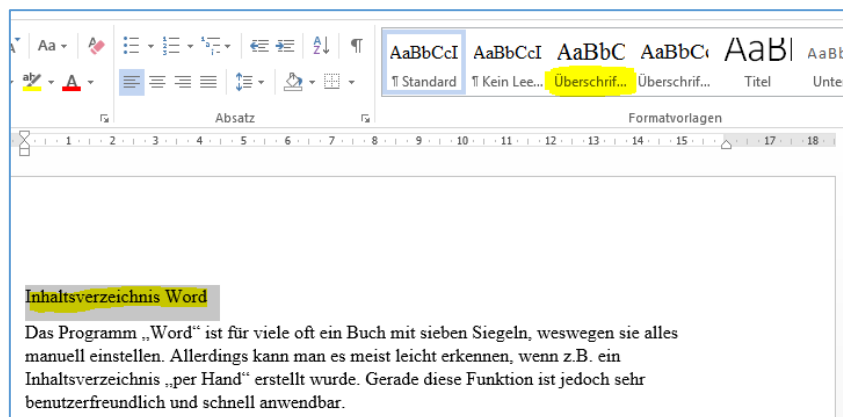 Aa
AaBbCcI AaBbCcI AaBbC AaBbC AaB AaBb
¶ Standard ¶ Kein Lee... Überschrif... Überschrif... Titel Unte
Absatz Formatvorlagen
1 2 3 4 5 6 7 8 9 10 11 12 13 14 15 17 18
Inhaltsverzeichnis Word
Das Programm „Word“ ist für viele oft ein Buch mit sieben Siegeln, weswegen sie alles
manuell einstellen. Allerdings kann man es meist leicht erkennen, wenn z.B. ein
Inhaltsverzeichnis „per Hand“ erstellt wurde. Gerade diese Funktion ist jedoch sehr
benutzerfreundlich und schnell anwendbar.